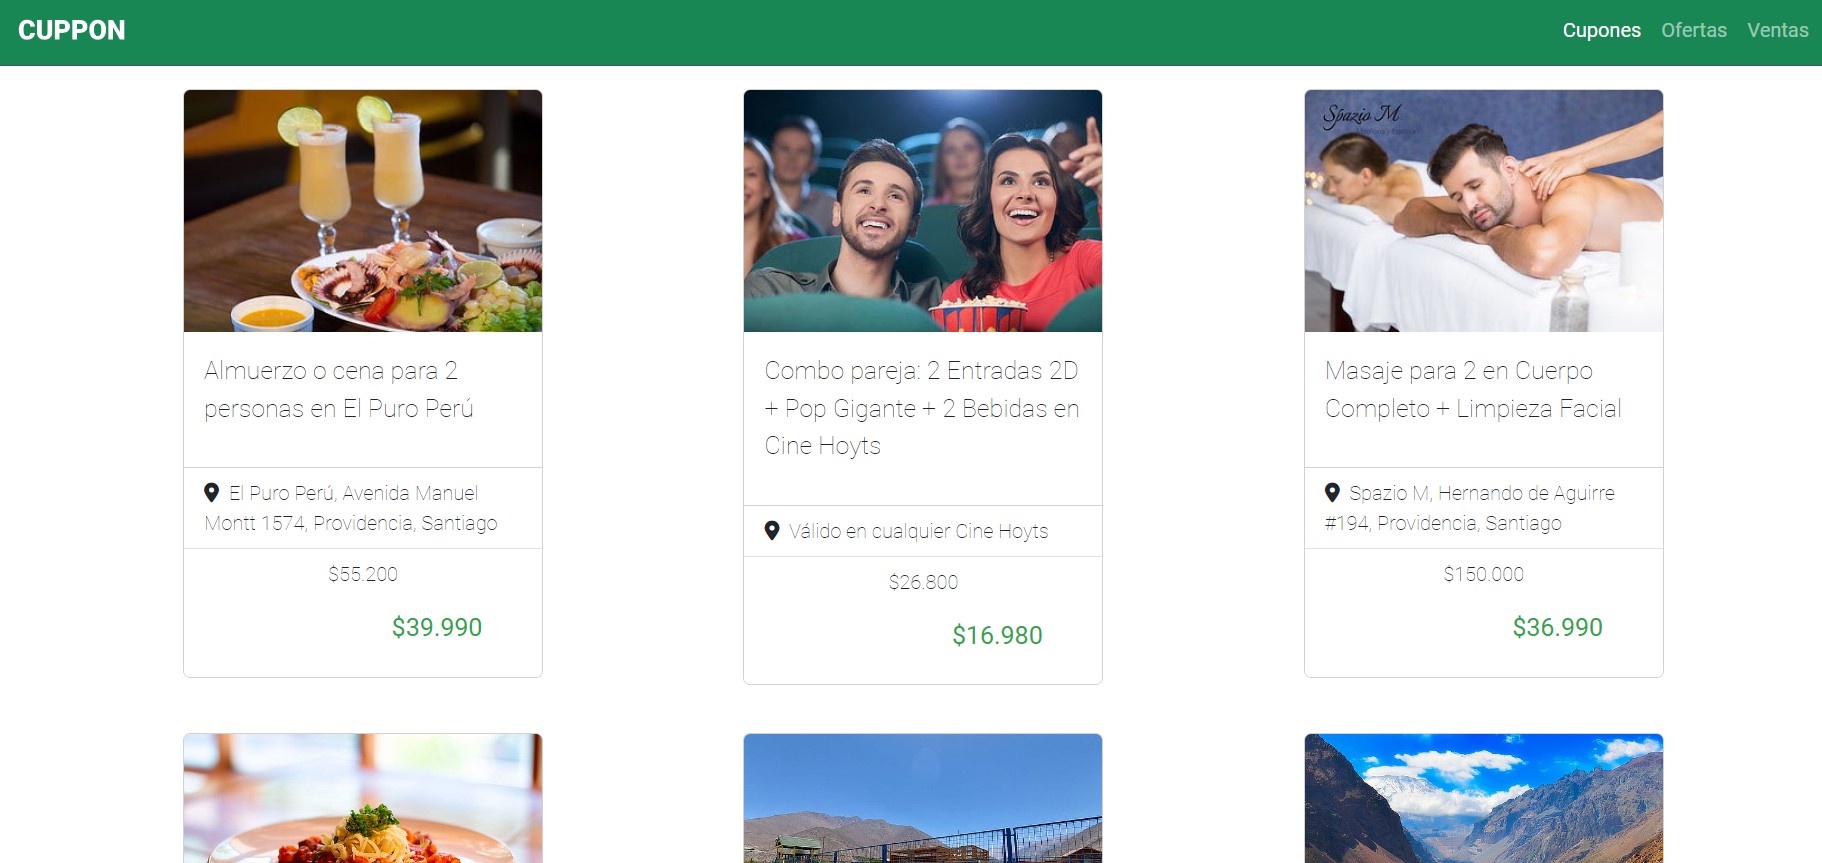 CUPPON
Cupones Ofertas Ventas
Spazio M
Almuerzo o cena para 2
personas en El Puro Perú
El Puro Perú, Avenida Manuel
Montt 1574, Providencia, Santiago
$55.200
$39.990
Combo pareja: 2 Entradas 2D
+ Pop Gigante + 2 Bebidas en
Cine Hoyts
Válido en cualquier Cine Hoyts
$26.800
$16.980
Masaje para 2 en Cuerpo
Completo + Limpieza Facial
Spazio M, Hernando de Aguirre
#194, Providencia, Santiago
$150.000
$36.990